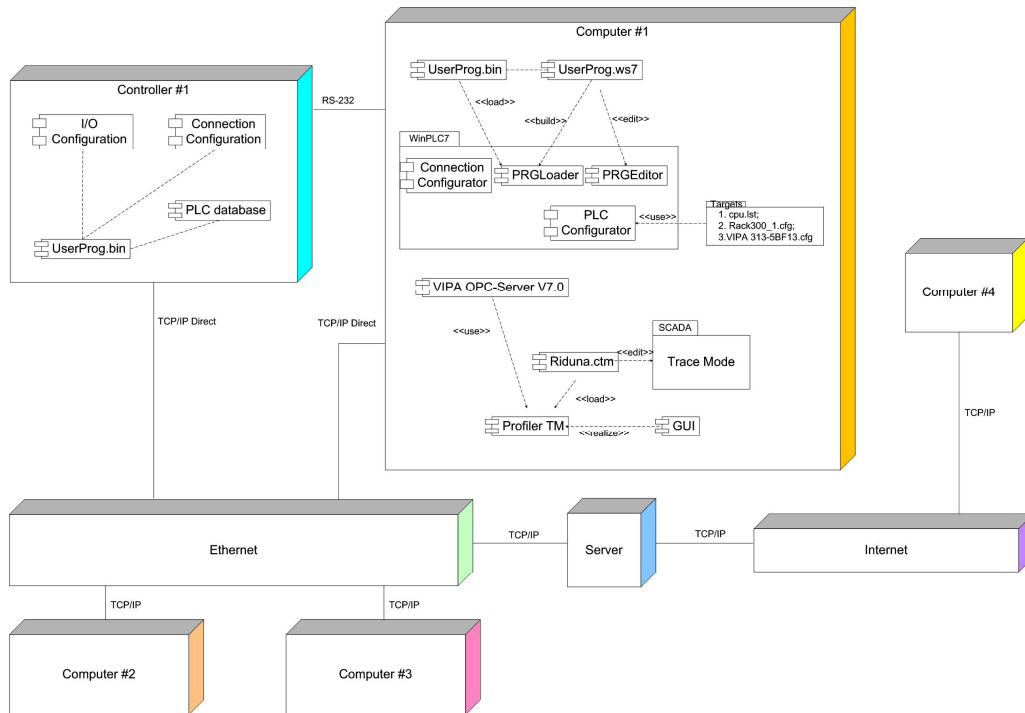 Computer #1
UserProg.bin
UserProg.ws7
Controller #1
<<load>>
RS-232
I/O
Configuration
Connection
Configuration
<<build>>
<<edit>>
WinPLC7
Connection
Configurator
PRGLoader
PRGEditor
PLC database
PLC
Configurator
<<use>>
Targets
1. cpu.lst;
2. Rack300_1.cfg;
3.VIPA 313-5BF13.cfg
UserProg.bin
VIPA OPC-Server V7.0
Computer #4
TCP/IP Direct
TCP/IP Direct
<<use>>
SCADA
<<edit>>
Riduna.ctm
Trace Mode
<<load>>
TCP/IP
Profiler TM
<<realize>>
GUI
Ethernet
TCP/IP
Server
TCP/IP
Internet
TCP/IP
TCP/IP
Computer #2
Computer #3